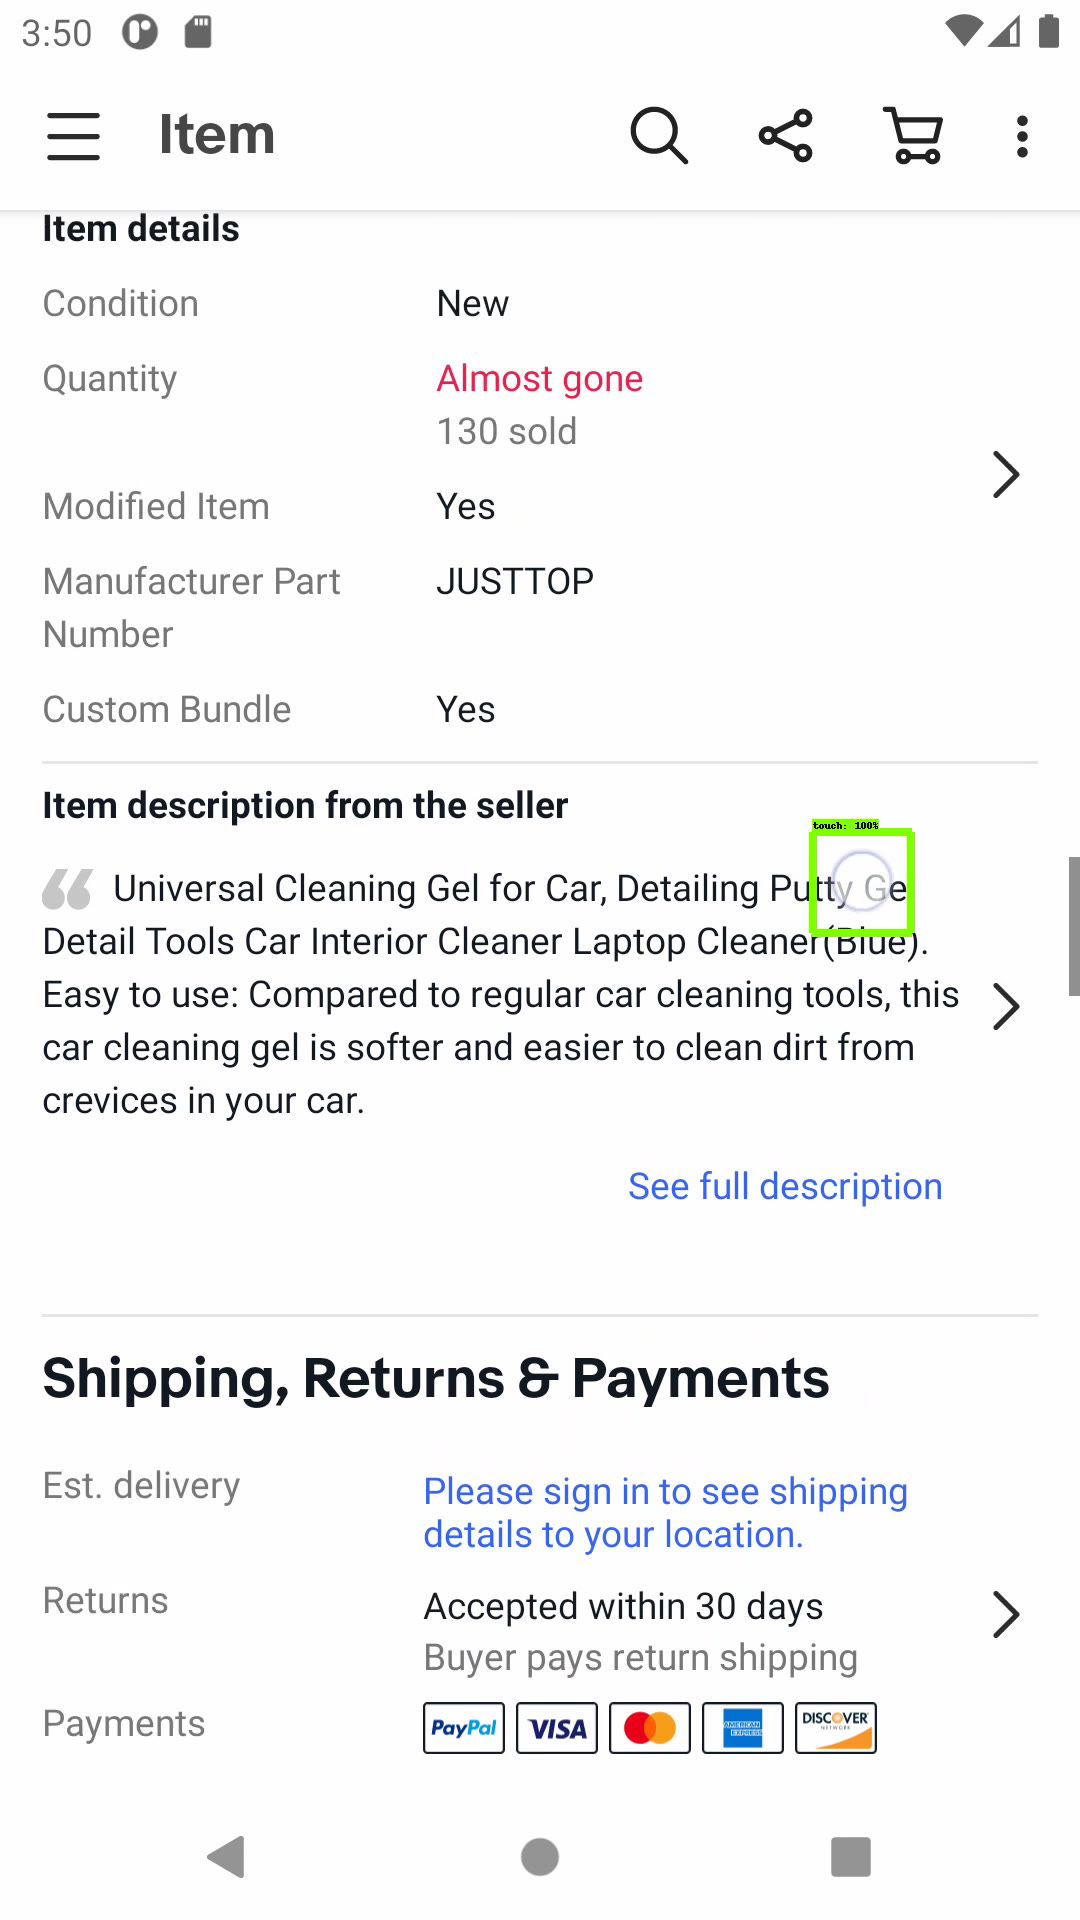 3:50
Item
Item details
Condition New
Quantity Almost gone
130 sold
Modified Item Yes
Manufacturer Part Number JUSTTOP
Custom Bundle Yes
Item description from the seller
touch: 100%
Universal Cleaning Gel for Car, Detailing Putty Ge
Detail Tools Car Interior Cleaner Laptop Cleaner(Blue).
Easy to use: Compared to regular car cleaning tools, this
car cleaning gel is softer and easier to clean dirt from
crevices in your car.
See full description
Shipping, Returns & Payments
Est. delivery Please sign in to see shipping
details to your location.
Returns Accepted within 30 days
Buyer pays return shipping
Payments PayPal VISA AMERICAN EXPRESS DISCOVER NETWORK